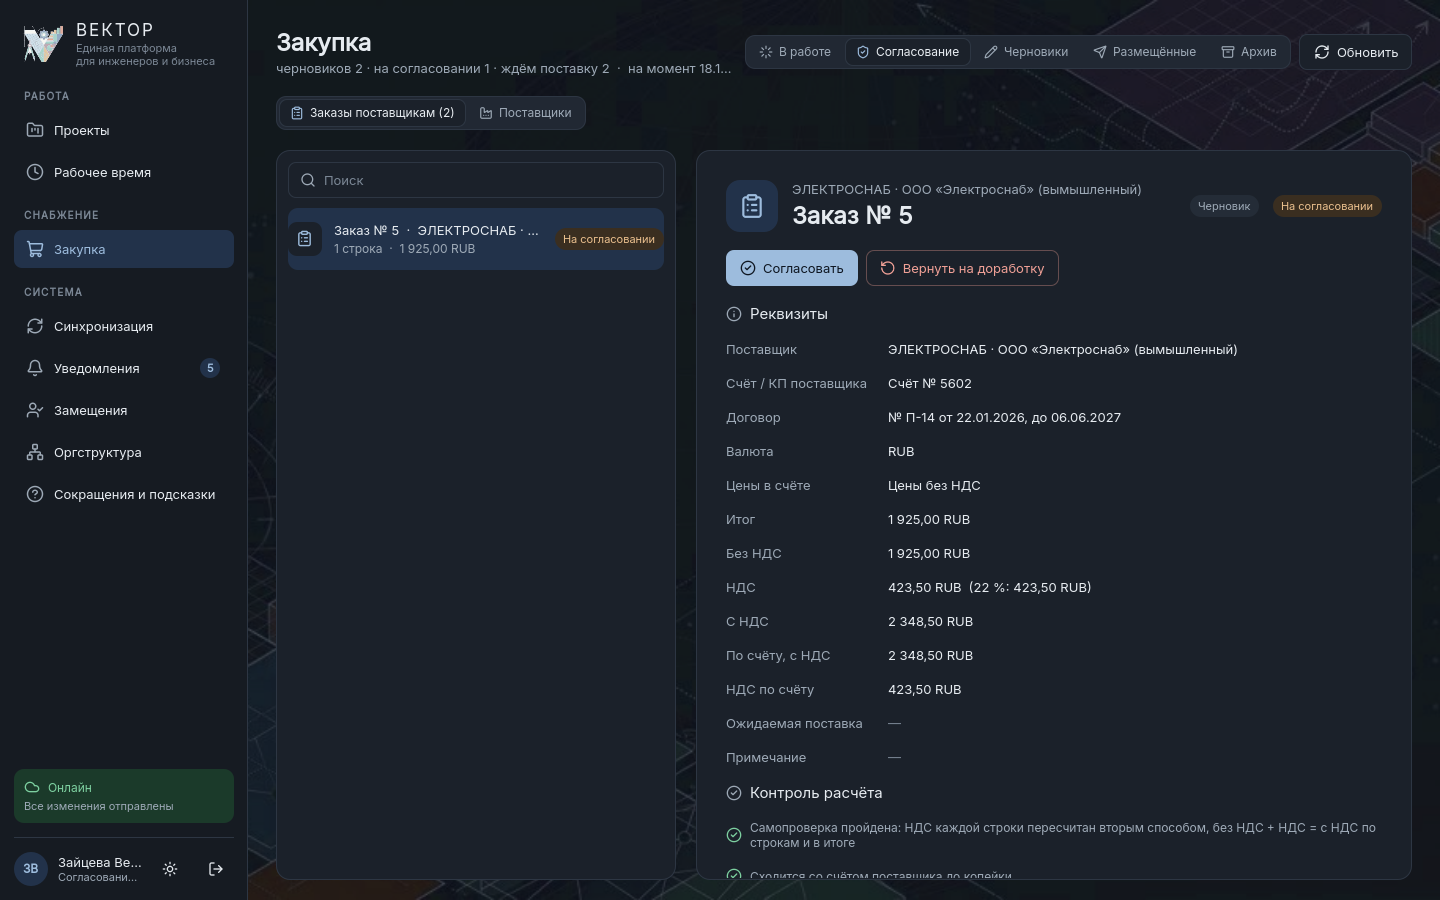 ВЕКТОР
Единая платформа
для инженеров и бизнеса
РАБОТА
Проекты
Рабочее время
СНАБЖЕНИЕ
Закупка
СИСТЕМА
Синхронизация
Уведомления 5
Замещения
Оргструктура
Сокращения и подсказки
Онлайн
Все изменения отправлены
ЗВ
Зайцева Ве...
Согласовани...
Закупка
черновиков 2 · на согласовании 1 · ждём поставку 2 · на момент 18.1...
В работе
Согласование
Черновики
Размещённые
Архив
Обновить
Заказы поставщикам (2)
Поставщики
Поиск
Заказ № 5 · ЭЛЕКТРОСНАБ · ...
1 строка · 1 925,00 RUB
На согласовании
ЭЛЕКТРОСНАБ · ООО «Электроснаб» (вымышленный)
Заказ № 5
Черновик
На согласовании
Согласовать
Вернуть на доработку
Реквизиты
Поставщик ЭЛЕКТРОСНАБ · ООО «Электроснаб» (вымышленный)
Счёт / КП поставщика Счёт № 5602
Договор № П-14 от 22.01.2026, до 06.06.2027
Валюта RUB
Цены в счёте Цены без НДС
Итог 1 925,00 RUB
Без НДС 1 925,00 RUB
НДС 423,50 RUB (22 %: 423,50 RUB)
С НДС 2 348,50 RUB
По счёту, с НДС 2 348,50 RUB
НДС по счёту 423,50 RUB
Ожидаемая поставка —
Примечание —
Контроль расчёта
Самопроверка пройдена: НДС каждой строки пересчитан вторым способом, без НДС + НДС = с НДС по
строкам и в итоге
Сходится со счётом поставщика до копейки